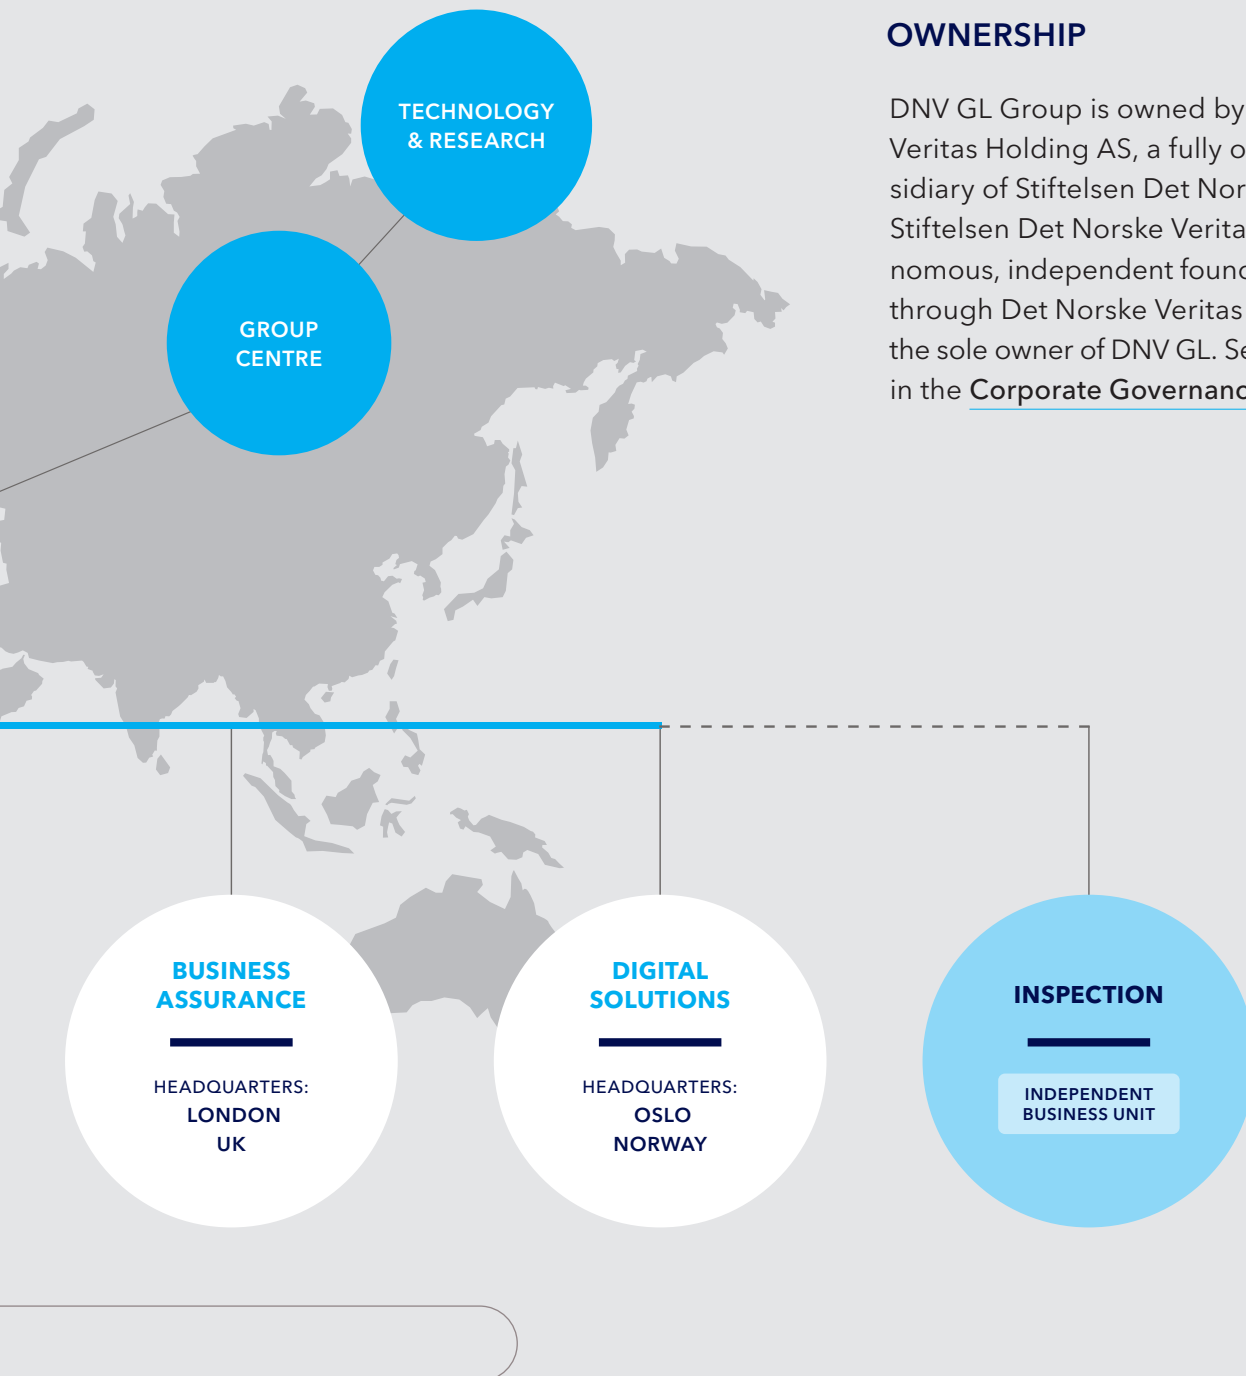 TECHNOLOGY
& RESEARCH
GROUP
CENTRE
OWNERSHIP
DNV GL Group is owned by
Veritas Holding AS, a fully
sidiary of Stiftelsen Det
Stiftelsen Det Norske
nomous, independent
through Det Norske Veritas
the sole owner of DNV GL.
in the Corporate
BUSINESS
ASSURANCE
HEADQUARTERS:
LONDON
UK
DIGITAL
SOLUTIONS
HEADQUARTERS:
OSLO
NORWAY
INSPECTION
INDEPENDENT
BUSINESS UNIT